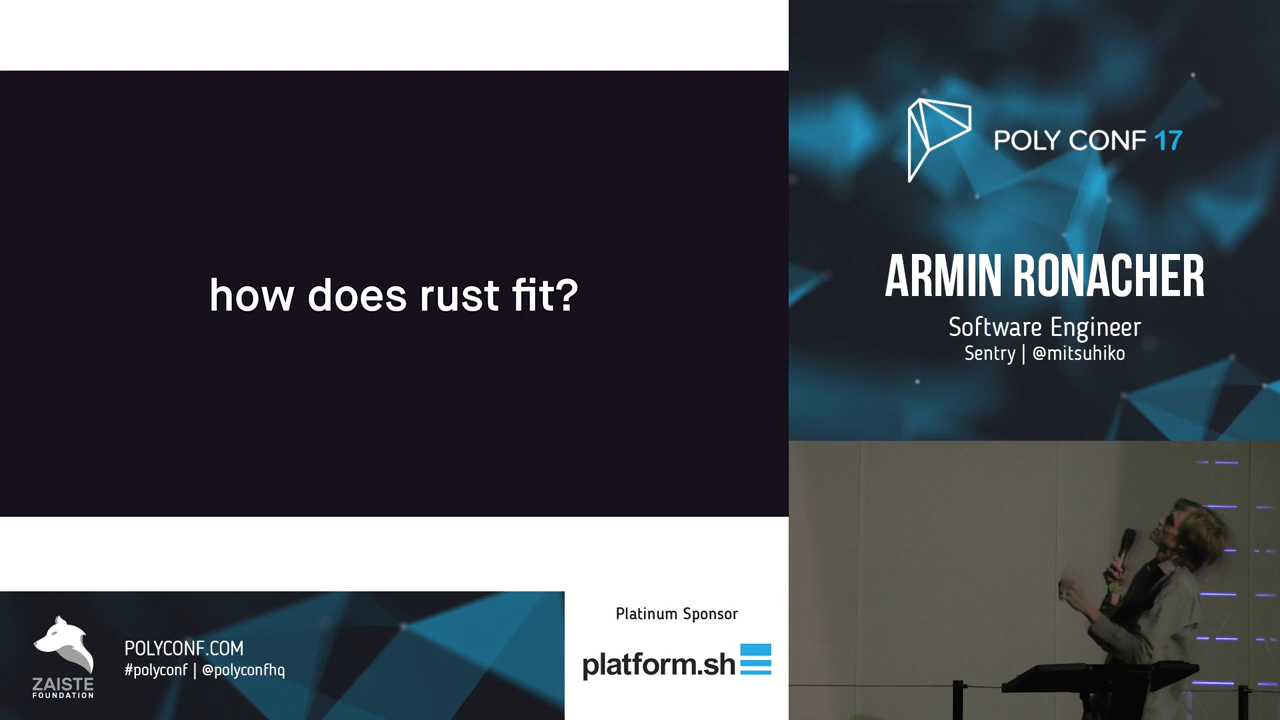 how does rust fit?
POLY CONF 17
ARMIN RONACHER
Software Engineer
Sentry | @mitsuhiko
ZAISTE
FOUNDATION
POLYCONF.COM
#polyconf | @polyconfhq
Platinum Sponsor
platform.sh